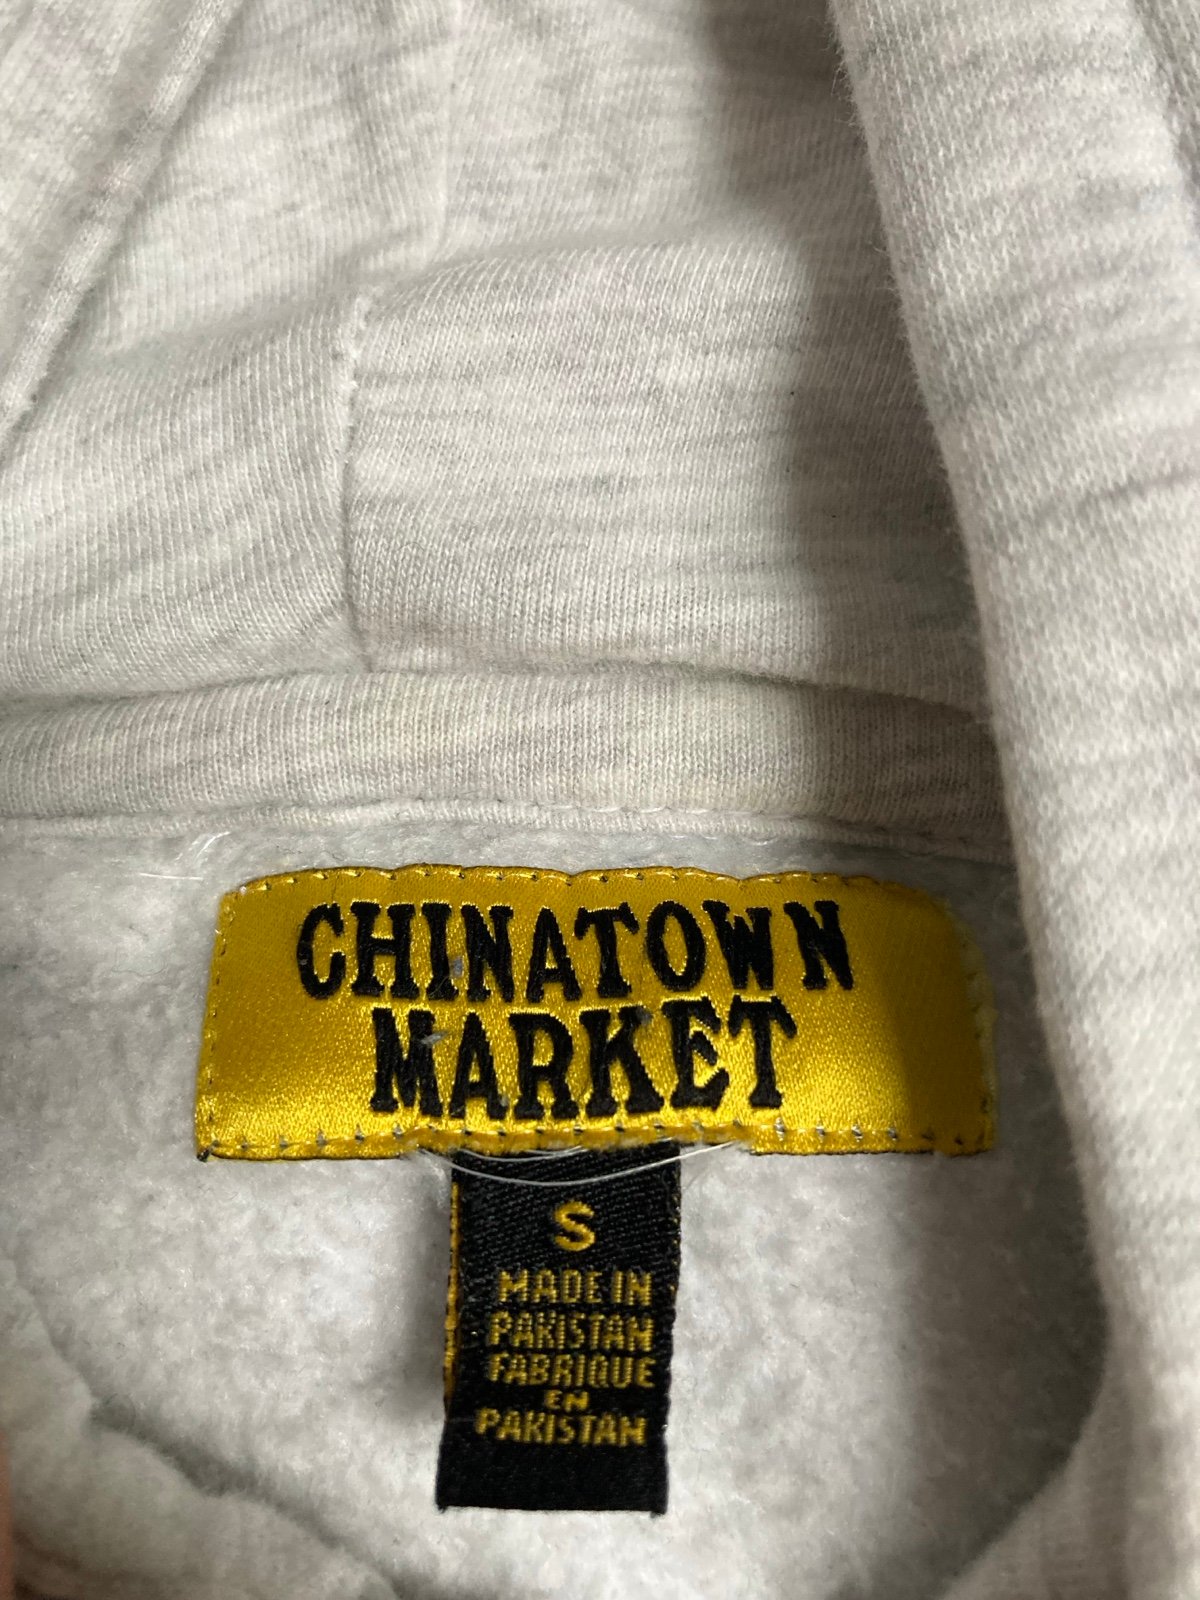 CHINATOWN
MARKET
S
MADE IN
PAKISTAN
FABRIQUE
EN
PAKISTAN